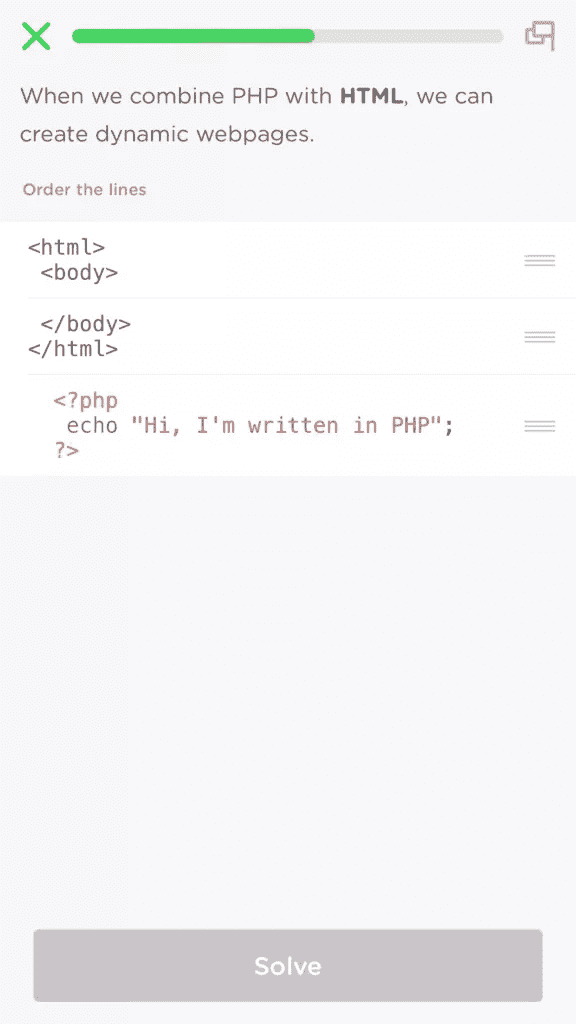 When we combine PHP with HTML, we can
create dynamic webpages.
Order the lines
<html>
<body>
</body>
</html>
<?php
echo "Hi, I'm written in PHP";
?>
Solve